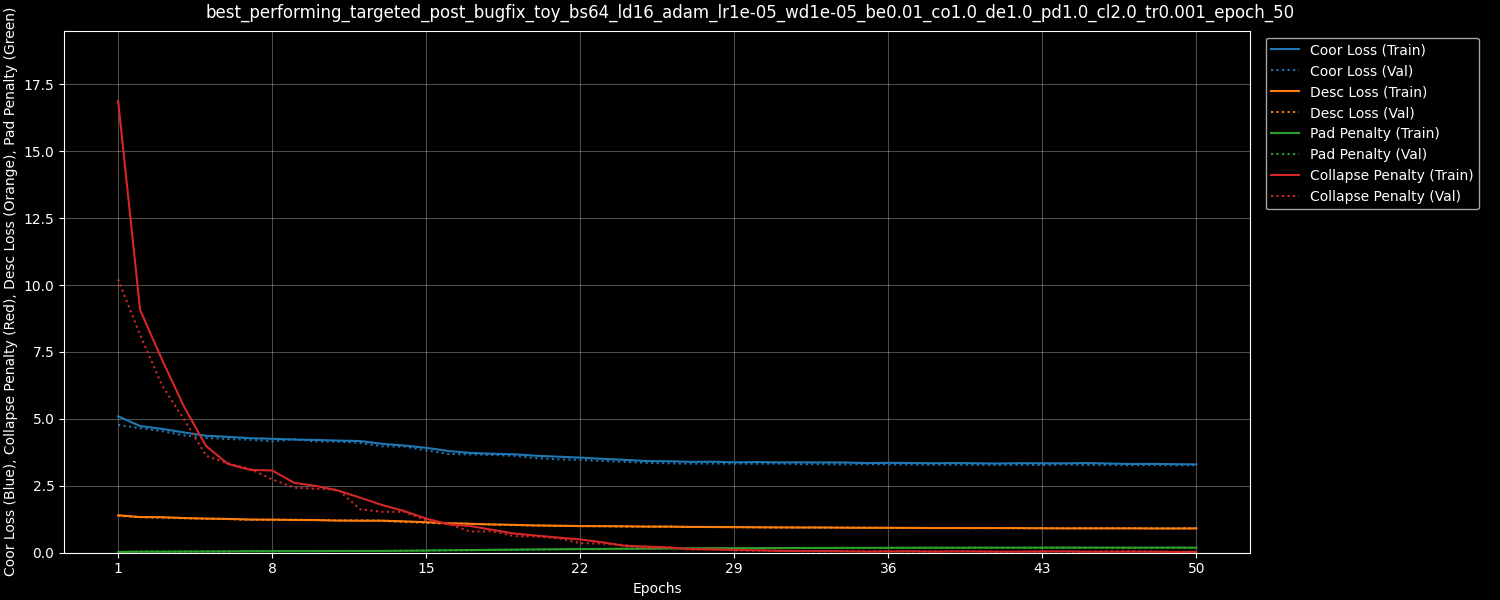 best_performing_targeted_post_bugfix_toy_bs64_ld16_adam_lr1e-05_wd1e-05_be0.01_co1.0_de1.0_pd1.0_cl2.0_tr0.001_epoch_50
Coor Loss (Blue), Collapse Penalty (Red), Desc Loss (Orange), Pad Penalty (Green)
17.5
15.0
12.5
10.0
7.5
5.0
2.5
0.0
1 8 15 22 29 36 43 50
Epochs
Coor Loss (Train)
Coor Loss (Val)
Desc Loss (Train)
Desc Loss (Val)
Pad Penalty (Train)
Pad Penalty (Val)
Collapse Penalty (Train)
Collapse Penalty (Val)